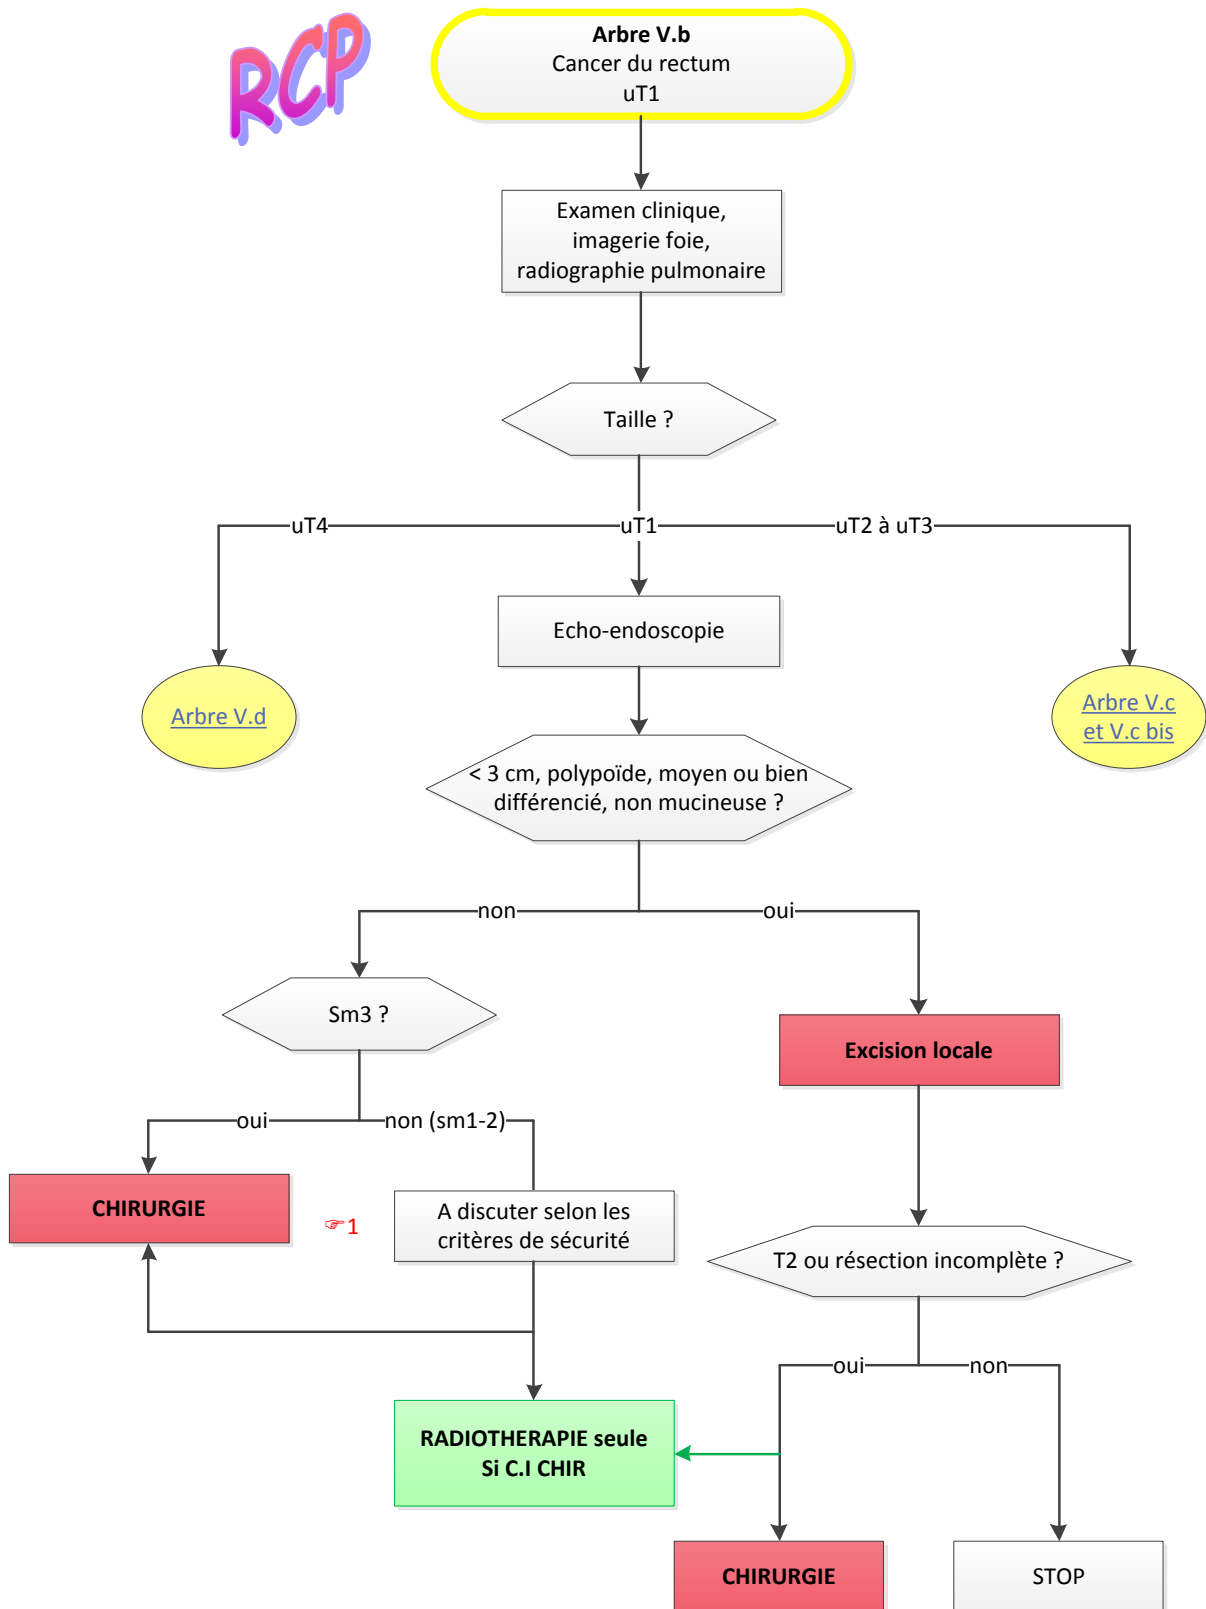 RCP
Arbre V.b
Cancer du rectum
uT1
Examen clinique,
imagerie foie,
radiographie pulmonaire
Taille ?
uT4
uT1
uT2 à uT3
Echo-endoscopie
Arbre V.d
Arbre V.c
et V.c bis
< 3 cm, polypoïde, moyen ou bien
différencié, non mucineuse ?
non
oui
Sm3 ?
Excision locale
oui
non (sm1-2)
CHIRURGIE
☞1
A discuter selon les
critères de sécurité
T2 ou résection incomplète ?
oui
non
RADIOTHERAPIE seule
Si C.I CHIR
CHIRURGIE
STOP